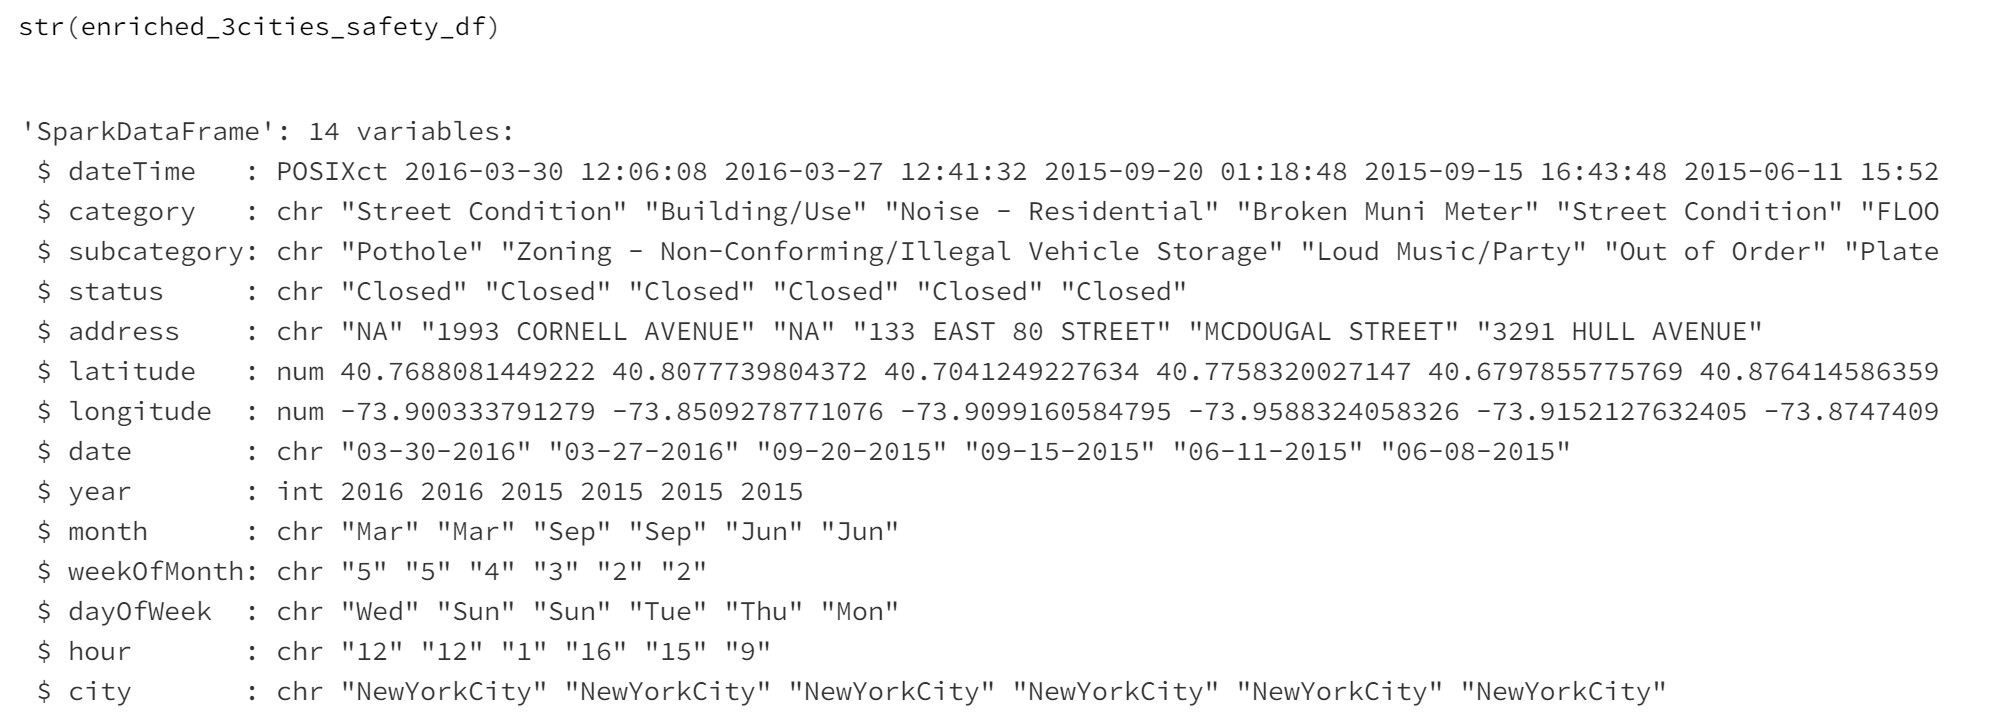 str(enriched_3cities_safety_df)
'SparkDataFrame': 14 variables:
$ dateTime   : POSIXct 2016-03-30 12:06:08 2016-03-27 12:41:32 2015-09-20 01:18:48 2015-09-15 16:43:48 2015-06-11 15:52
$ category   : chr "Street Condition" "Building/Use" "Noise - Residential" "Broken Muni Meter" "Street Condition" "FLOO
$ subcategory: chr "Pothole" "Zoning - Non-Conforming/Illegal Vehicle Storage" "Loud Music/Party" "Out of Order" "Plate
$ status     : chr "Closed" "Closed" "Closed" "Closed" "Closed" "Closed"
$ address    : chr "NA" "1993 CORNELL AVENUE" "NA" "133 EAST 80 STREET" "MCDOUGAL STREET" "3291 HULL AVENUE"
$ latitude   : num 40.7688081449222 40.8077739804372 40.7041249227634 40.7758320027147 40.6797855775769 40.876414586359
$ longitude  : num -73.900333791279 -73.8509278771076 -73.9099160584795 -73.9588324058326 -73.9152127632405 -73.8747409
$ date       : chr "03-30-2016" "03-27-2016" "09-20-2015" "09-15-2015" "06-11-2015" "06-08-2015"
$ year       : int 2016 2016 2015 2015 2015 2015
$ month      : chr "Mar" "Mar" "Sep" "Sep" "Jun" "Jun"
$ weekOfMonth: chr "5" "5" "4" "3" "2" "2"
$ dayOfWeek  : chr "Wed" "Sun" "Sun" "Tue" "Thu" "Mon"
$ hour       : chr "12" "12" "1" "16" "15" "9"
$ city       : chr "NewYorkCity" "NewYorkCity" "NewYorkCity" "NewYorkCity" "NewYorkCity" "NewYorkCity"